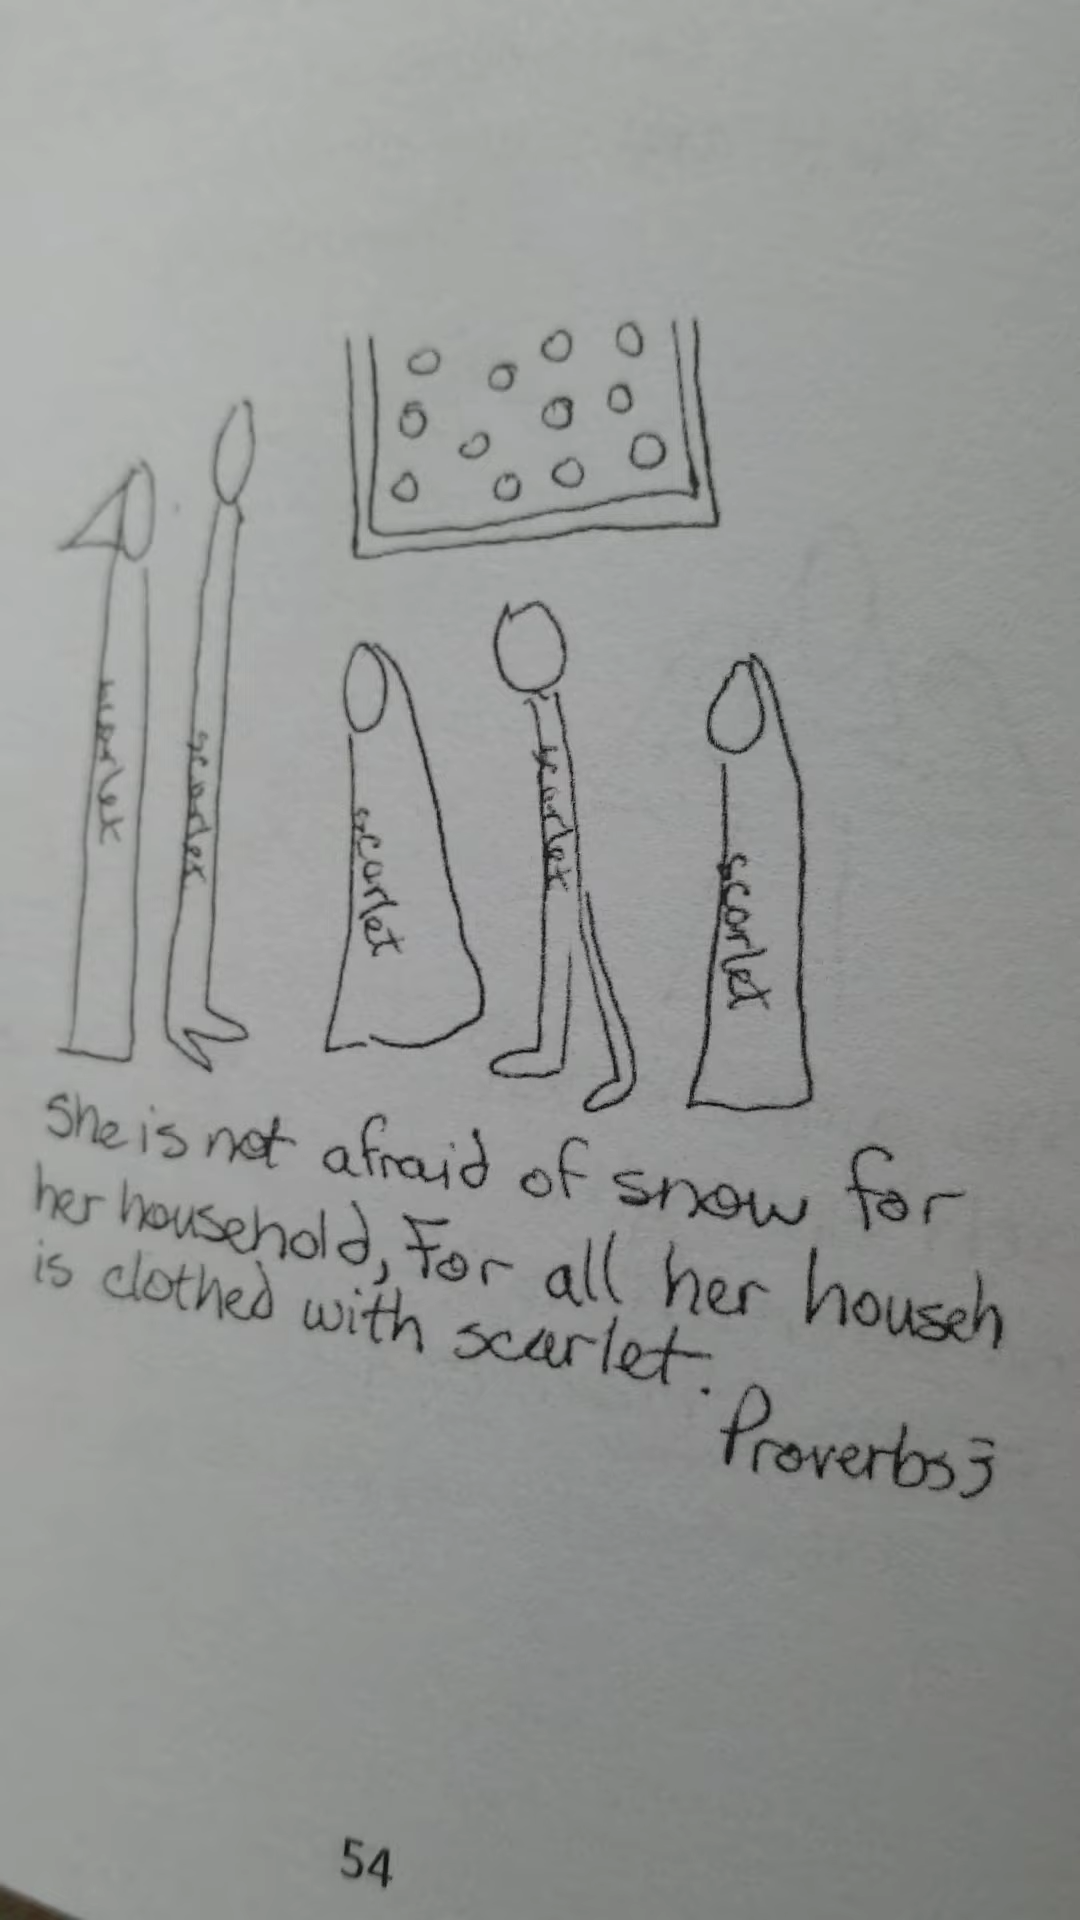 scarlet
scarlet
scarlet
scarlet
scarlet
She is not afraid of snow for
her household, For all her househ
is clothed with scarlet.
Proverbs 3
54